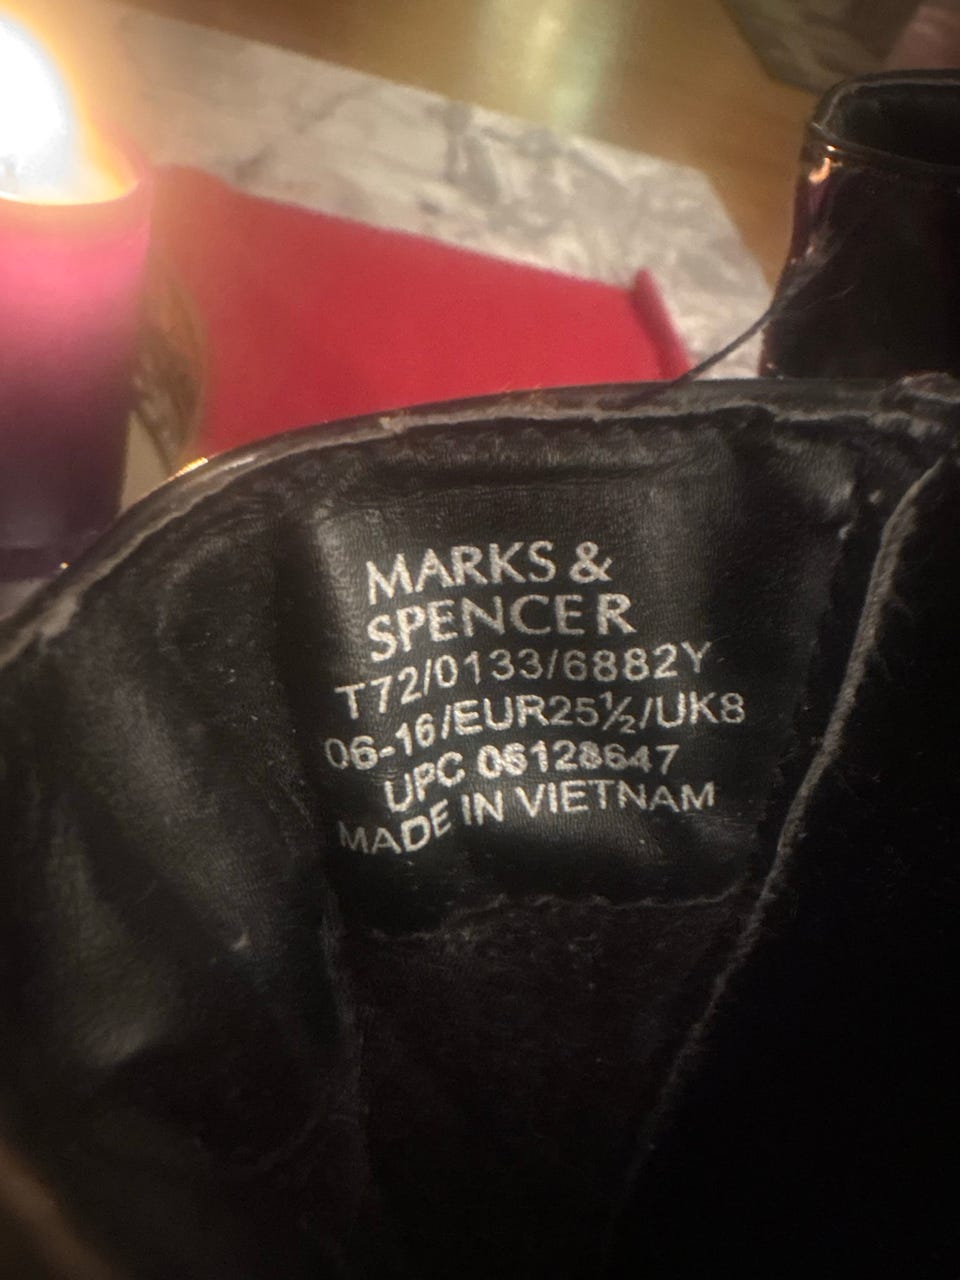 MARKS &
SPENCER
T72/0133/6882Y
06-16/EUR25½/UK8
UPC 06128647
MADE IN VIETNAM